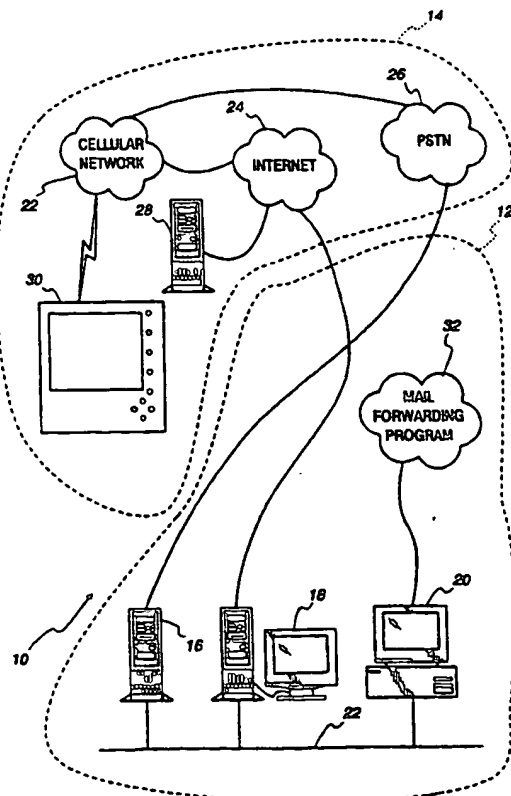 14
26
24
CELLULAR
NETWORK
INTERNET
PSTN
22
28
12
30
32
MAIL
FORWARDING
PROGRAM
20
18
16
10
22